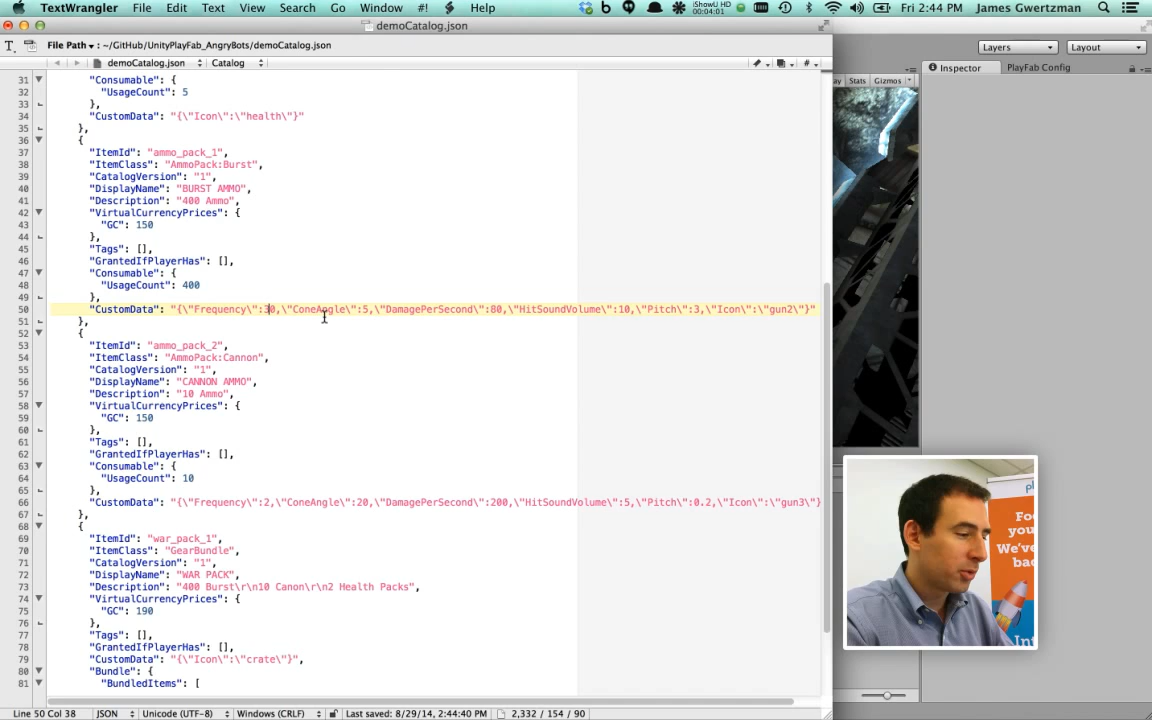 TextWrangler File Edit Text View Search Go Window #! Help iShowU HD 00:04:01 Fri 2:44 PM James Gwertzman
demoCatalog.json
File Path : ~/GitHub/UnityPlayFab_AngryBots/demoCatalog.json
Layers Layout
demoCatalog.json Catalog
Inspector PlayFab Config
Stats Gizmos
31 "Consumable": {
32 "UsageCount": 5
33 },
34 "CustomData": "{\"Icon\":\"health\"}"
35 },
36 {
37 "ItemId": "ammo_pack_1",
38 "ItemClass": "AmmoPack:Burst",
39 "CatalogVersion": "1",
40 "DisplayName": "BURST AMMO",
41 "Description": "400 Ammo",
42 "VirtualCurrencyPrices": {
43 "GC": 150
44 },
45 "Tags": [],
46 "GrantedIfPlayerHas": [],
47 "Consumable": {
48 "UsageCount": 400
49 },
50 "CustomData": "{\"Frequency\":30,\"ConeAngle\":5,\"DamagePerSecond\":80,\"HitSoundVolume\":10,\"Pitch\":3,\"Icon\":\"gun2\"}"
51 },
52 {
53 "ItemId": "ammo_pack_2",
54 "ItemClass": "AmmoPack:Cannon",
55 "CatalogVersion": "1",
56 "DisplayName": "CANNON AMMO",
57 "Description": "10 Ammo",
58 "VirtualCurrencyPrices": {
59 "GC": 150
60 },
61 "Tags": [],
62 "GrantedIfPlayerHas": [],
63 "Consumable": {
64 "UsageCount": 10
65 },
66 "CustomData": "{\"Frequency\":2,\"ConeAngle\":20,\"DamagePerSecond\":200,\"HitSoundVolume\":5,\"Pitch\":0.2,\"Icon\":\"gun3\"}
67 },
68 {
69 "ItemId": "war_pack_1",
70 "ItemClass": "GearBundle",
71 "CatalogVersion": "1",
72 "DisplayName": "WAR PACK",
73 "Description": "400 Burst\r\n10 Canon\r\n2 Health Packs",
74 "VirtualCurrencyPrices": {
75 "GC": 190
76 },
77 "Tags": [],
78 "GrantedIfPlayerHas": [],
79 "CustomData": "{\"Icon\":\"crate\"}",
80 "Bundle": {
81 "BundledItems": [
Line 50 Col 38 JSON Unicode (UTF-8) Windows (CRLF) Last saved: 8/29/14, 2:44:40 PM 2,332 / 154 / 90